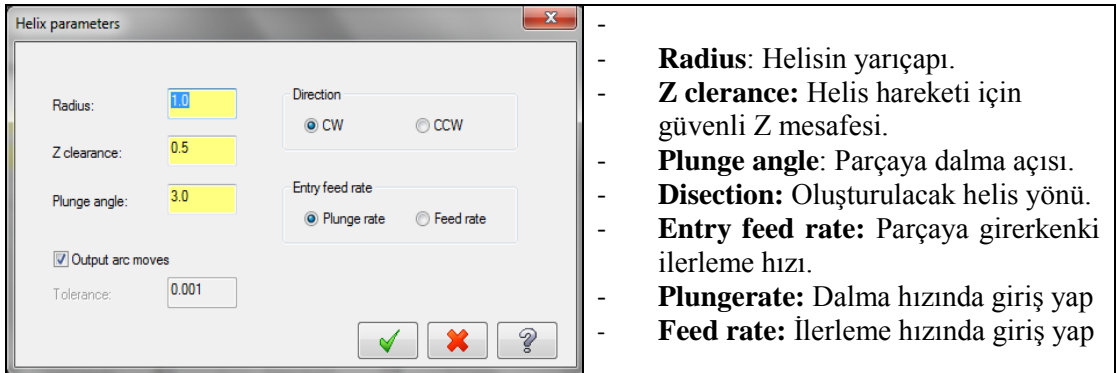 Helix parameters
Radius:
1.0
Z clearance:
0.5
Plunge angle:
3.0
Direction
CW
CCW
Entry feed rate
Plunge rate
Feed rate
Output arc moves
Tolerance:
0.001
-
- Radius: Helisin yarıçapı.
- Z clerance: Helis hareketi için
güvenli Z mesafesi.
- Plunge angle: Parçaya dalma açısı.
- Disection: Oluşturulacak helis yönü.
- Entry feed rate: Parçaya girerkenki
ilerleme hızı.
- Plungerate: Dalma hızında giriş yap
- Feed rate: İlerleme hızında giriş yap